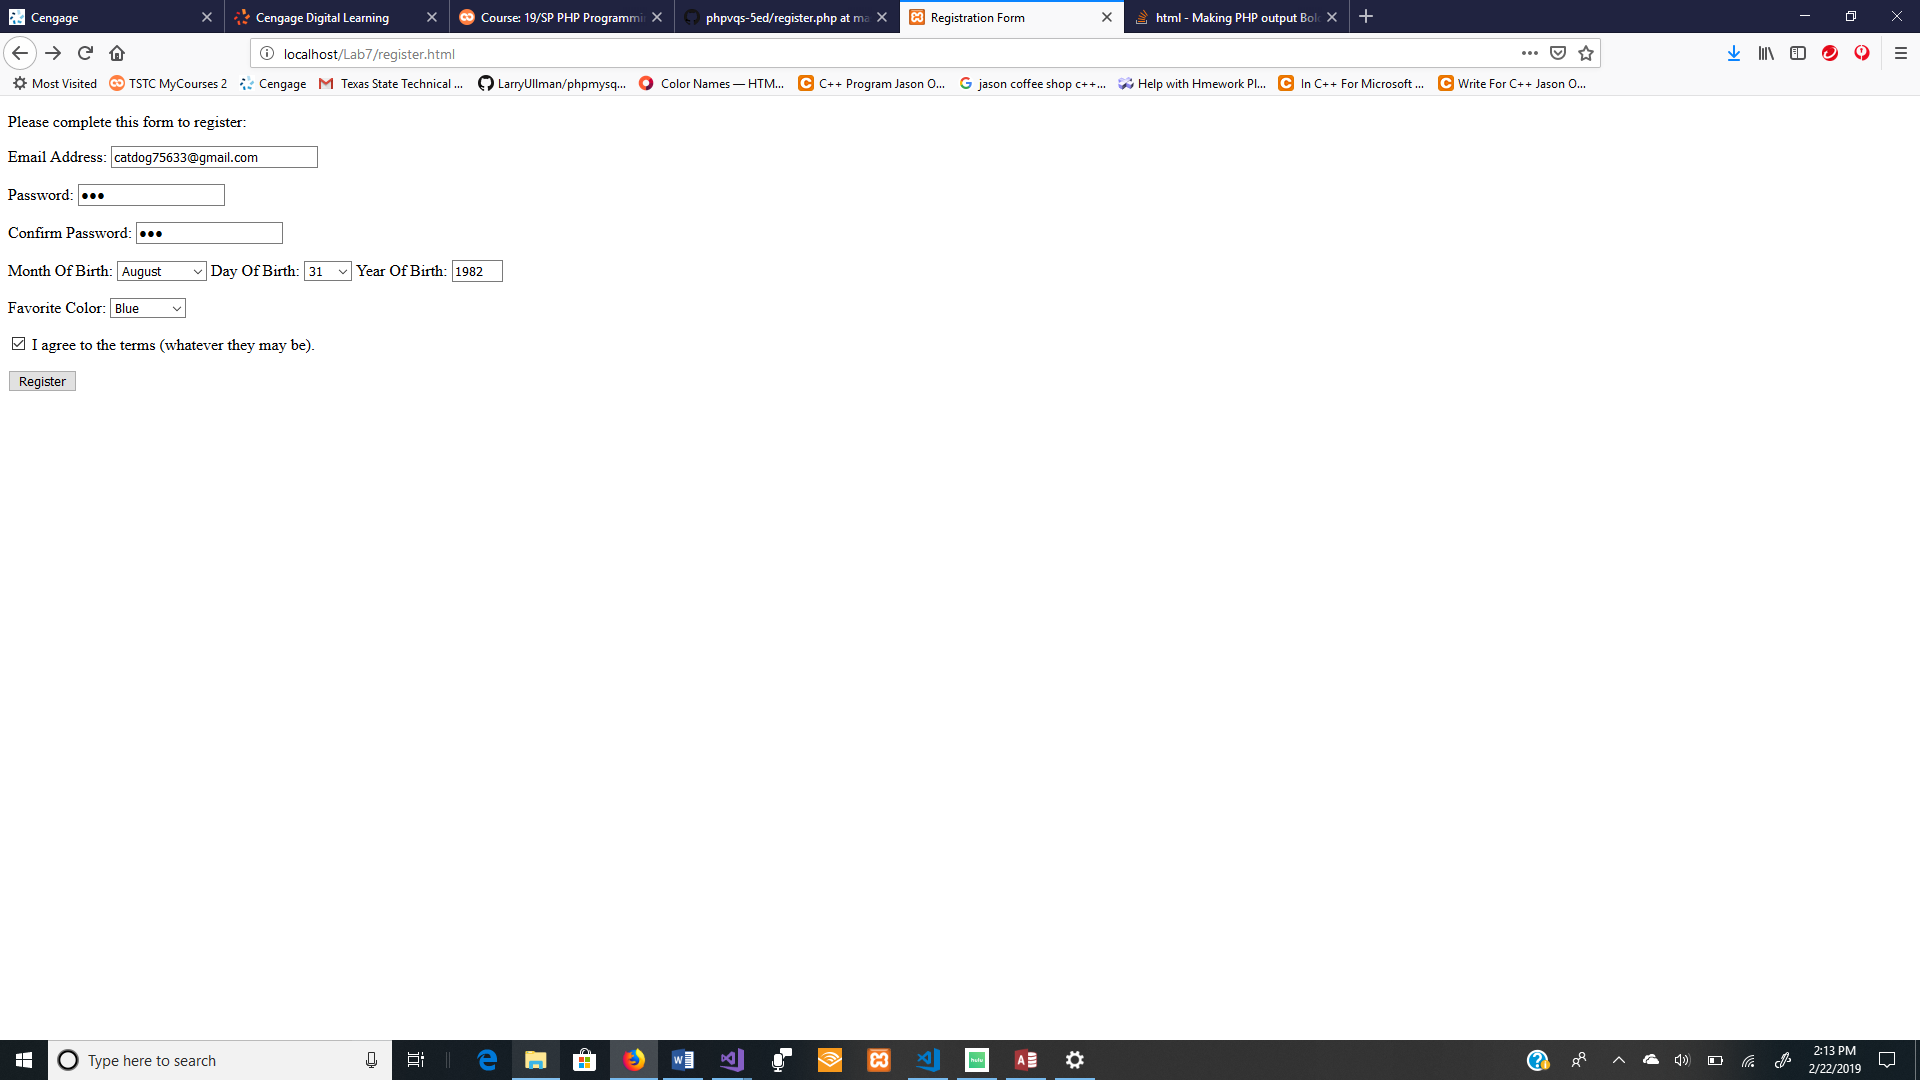 Cengage
Cengage Digital Learning
Course: 19/SP PHP Programmi
phpvqs-5ed/register.php at ma
Registration Form
html - Making PHP output Bol
localhost/Lab7/register.html
Most Visited
TSTC MyCourses 2
Cengage
Texas State Technical ...
LarryUllman/phpmysq...
Color Names — HTM...
C++ Program Jason O...
jason coffee shop c++...
Help with Hmework Pl...
In C++ For Microsoft ...
Write For C++ Jason O...
Please complete this form to register:
Email Address: catdog75633@gmail.com
Password: ●●●
Confirm Password: ●●●
Month Of Birth: August Day Of Birth: 31 Year Of Birth: 1982
Favorite Color: Blue
I agree to the terms (whatever they may be).
Register
Type here to search
hulu
2:13 PM
2/22/2019